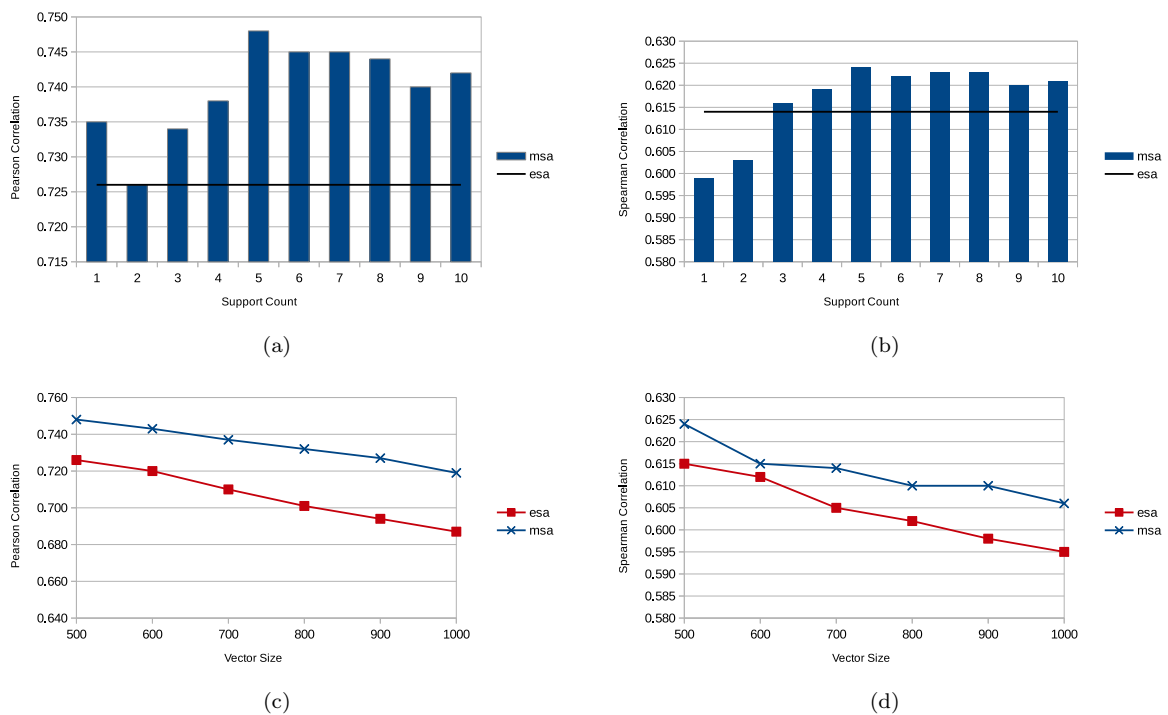 0.750
0.745
0.740
0.735
0.730
0.725
0.720
0.715
Pearson Correlation
1 2 3 4 5 6 7 8 9 10
Support Count
msa
esa
(a)
0.630
0.625
0.620
0.615
0.610
0.605
0.600
0.595
0.590
0.585
0.580
Spearman Correlation
1 2 3 4 5 6 7 8 9 10
Support Count
msa
esa
(b)
0.760
0.740
0.720
0.700
0.680
0.660
0.640
Pearson Correlation
500 600 700 800 900 1000
Vector Size
esa
msa
(c)
0.630
0.625
0.620
0.615
0.610
0.605
0.600
0.595
0.590
0.585
0.580
Spearman Correlation
500 600 700 800 900 1000
Vector Size
esa
msa
(d)